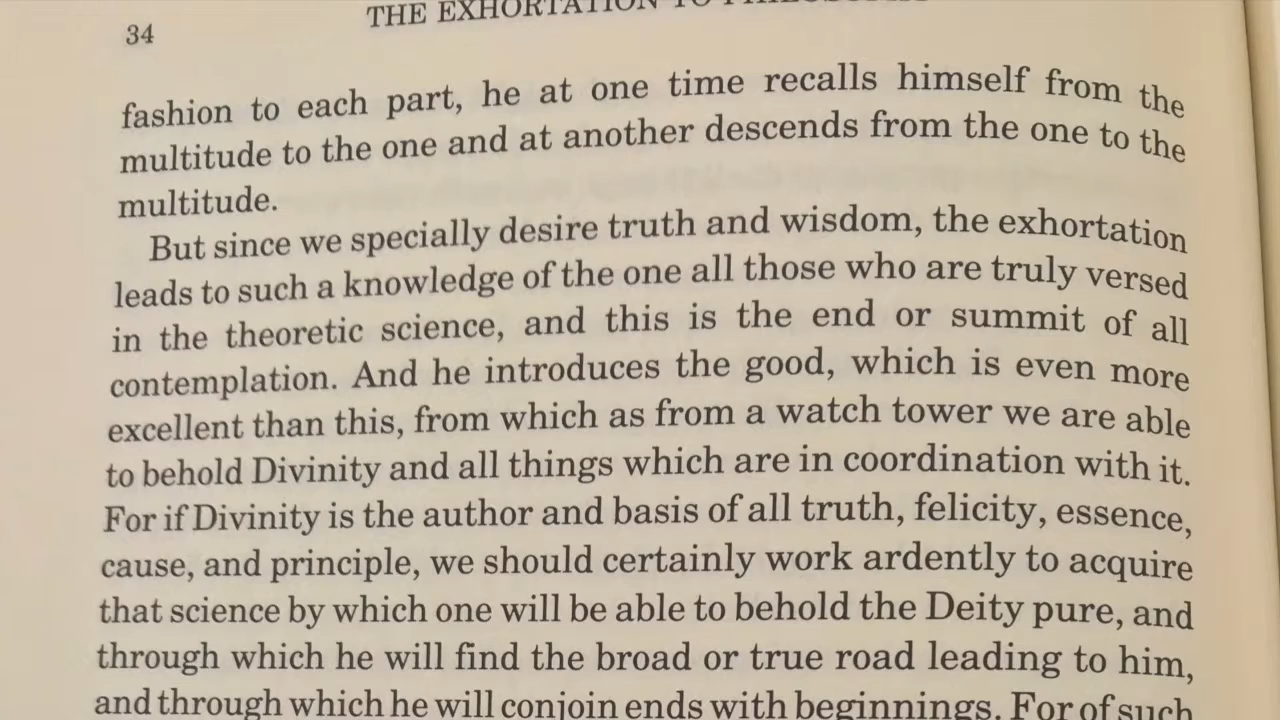 34
THE EXHORTATION TO
fashion to each part, he at one time recalls himself from the
multitude to the one and at another descends from the one to the
multitude.
But since we specially desire truth and wisdom, the exhortation
leads to such a knowledge of the one all those who are truly versed
in the theoretic science, and this is the end or summit of all
contemplation. And he introduces the good, which is even more
excellent than this, from which as from a watch tower we are able
to behold Divinity and all things which are in coordination with it.
For if Divinity is the author and basis of all truth, felicity, essence,
cause, and principle, we should certainly work ardently to acquire
that science by which one will be able to behold the Deity pure, and
through which he will find the broad or true road leading to him,
and through which he will conjoin ends with beginnings. For of such